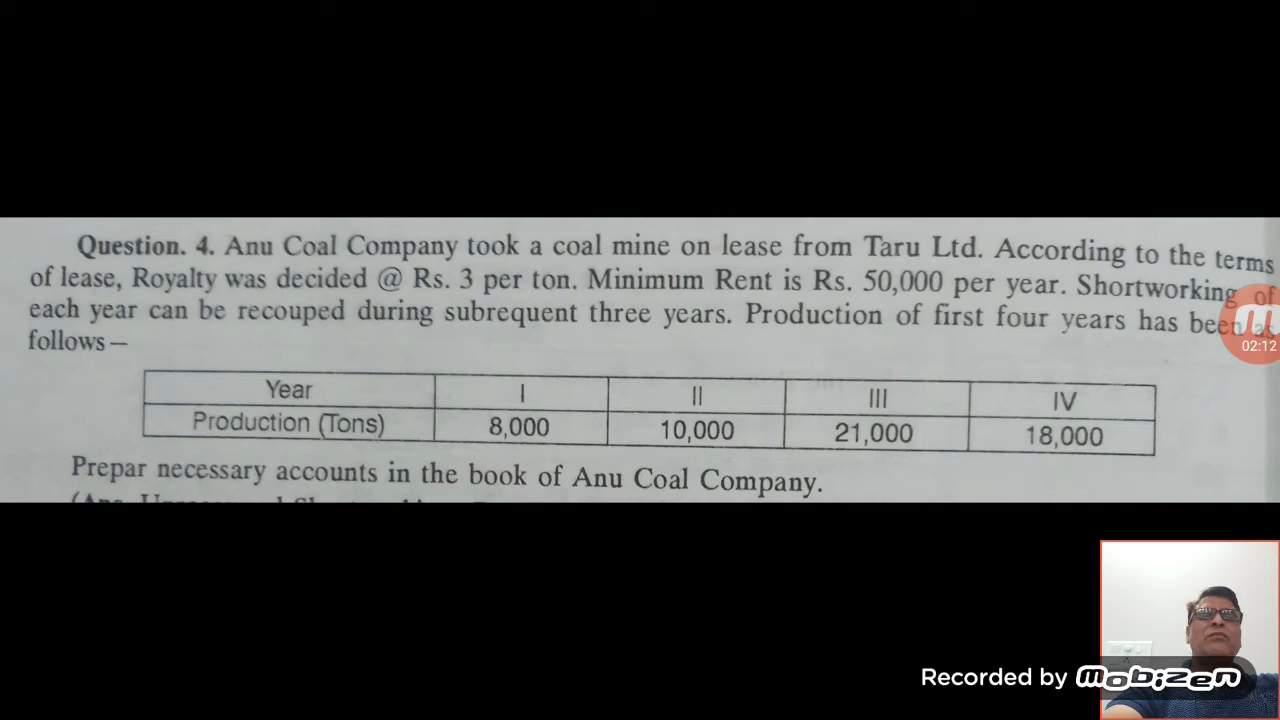 Question. 4. Anu Coal Company took a coal mine on lease from Taru Ltd. According to the terms
of lease, Royalty was decided @ Rs. 3 per ton. Minimum Rent is Rs. 50,000 per year. Shortworking of
each year can be recouped during subrequent three years. Production of first four years has been as
follows –
Year I II III IV
Production (Tons) 8,000 10,000 21,000 18,000
Prepar necessary accounts in the book of Anu Coal Company.
02:12
Recorded by Mobizen